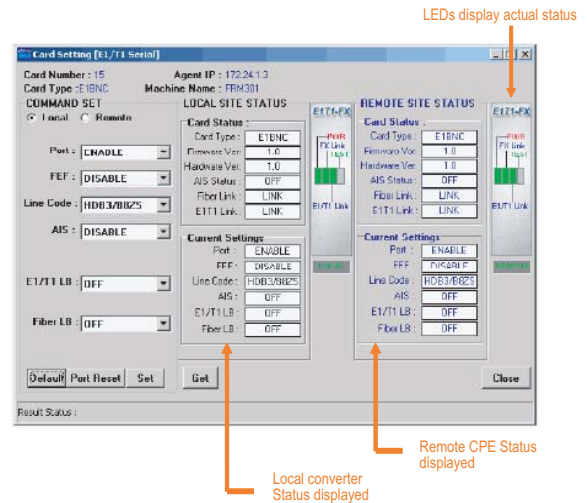 LEDs display actual status
Card Setting [E1/T1 Serial]
Card Number : 15 Agent IP : 172.24.1.3
Card Type :E1BNC Machine Name : FRM301
COMMAND SET
Local Remote
Port : ENABLE
FEF : DISABLE
Line Code : HDB3/B8ZS
AIS : DISABLE
E1/T1 LB : OFF
Fiber LB : OFF
Default Port Reset Set
LOCAL SITE STATUS
Card Status :
Card Type : E1BNC
Firmware Ver: 1.0
Hardware Ver: 1.0
AIS Status : OFF
Fiber Link : LINK
E1T1 Link : LINK
Current Settings
Port : ENABLE
FEF : DISABLE
Line Code : HDB3/B8ZS
AIS : OFF
E1/T1 LB : OFF
Fiber LB : OFF
Get
E1T1-FX
PWR
FX Link
TEST
E1/T1 Link
REMOTE SITE STATUS
Card Status :
Card Type : E1BNC
Firmware Ver: 1.0
Hardware Ver: 1.0
AIS Status : OFF
Fiber Link : LINK
E1T1 Link : LINK
Current Settings
Port : ENABLE
FEF : DISABLE
Line Code : HDB3/B8ZS
AIS : OFF
E1/T1 LB : OFF
Fiber LB : OFF
E1T1-FX
PWR
FX Link
TEST
E1/T1 Link
Close
Result Status :
Remote CPE Status
displayed
Local converter
Status displayed